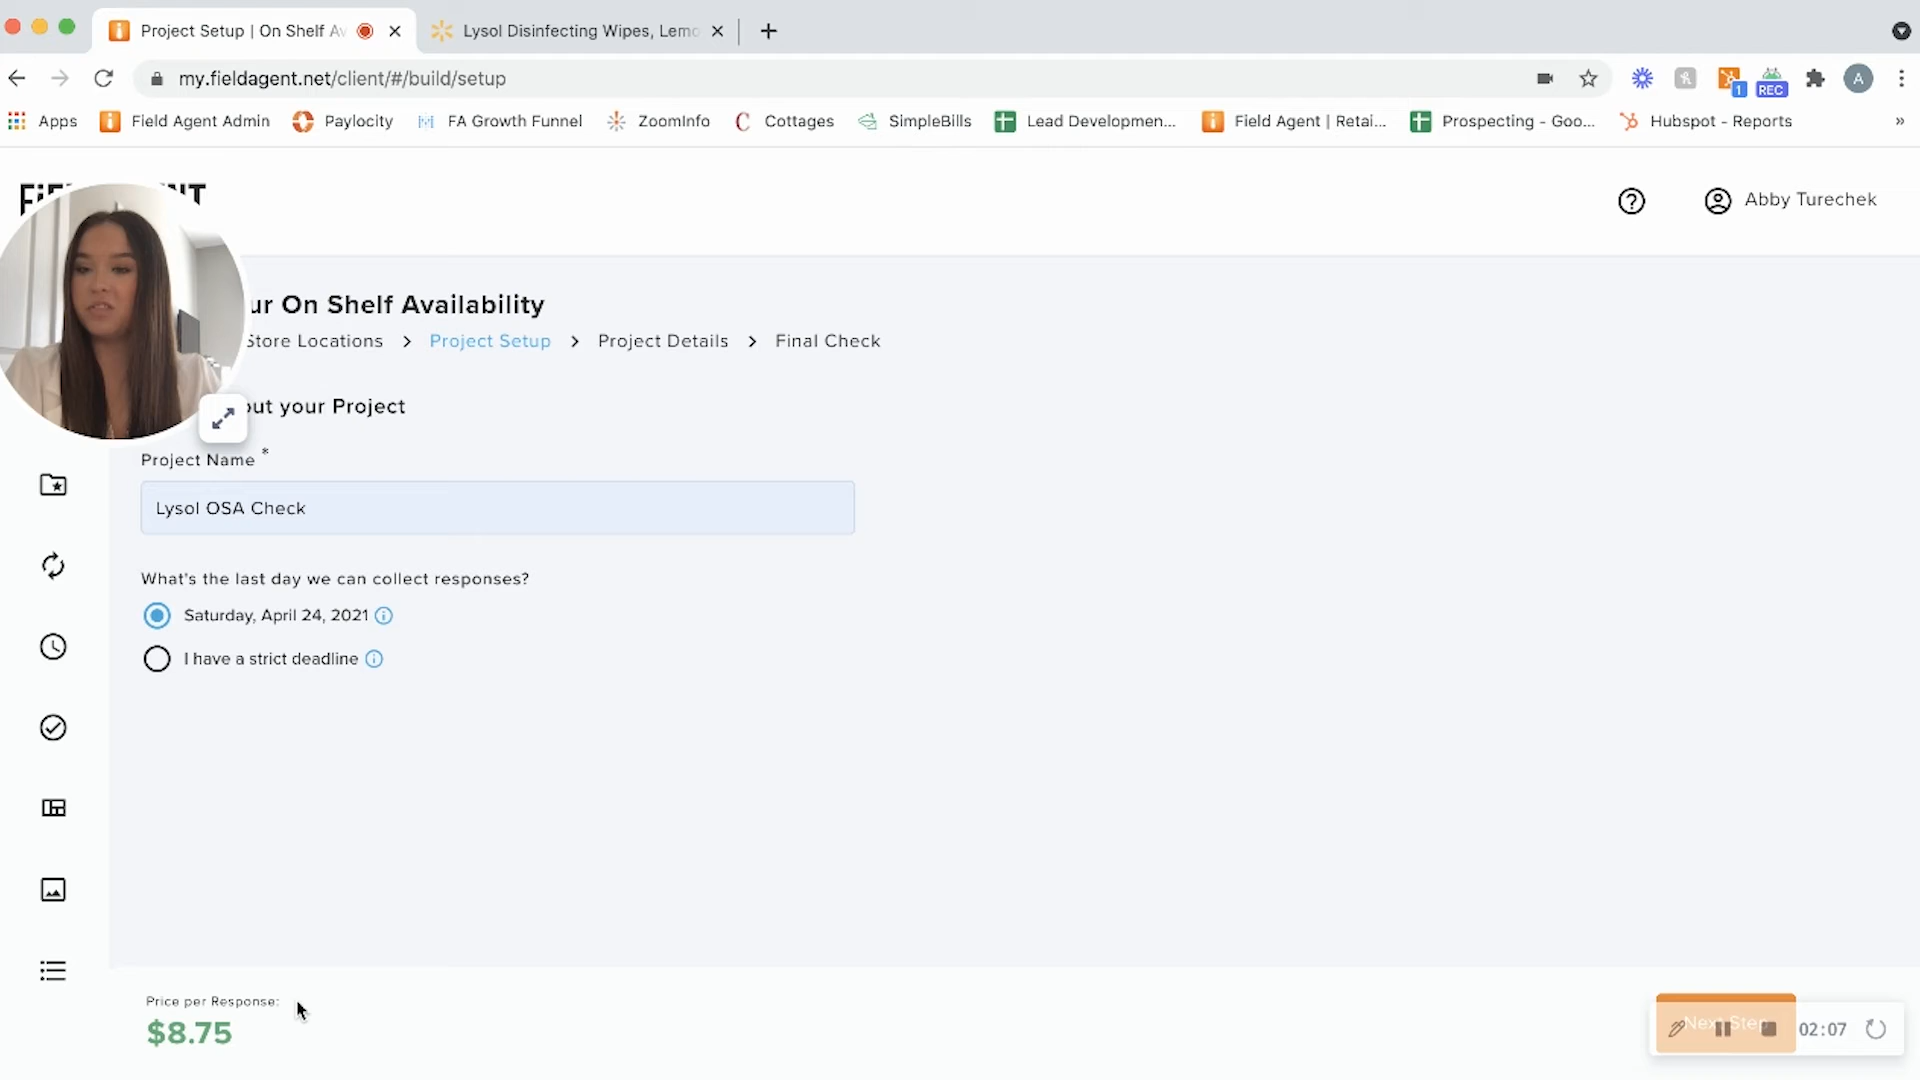 Project Setup | On Shelf Av
Lysol Disinfecting Wipes, Lemo
my.fieldagent.net/client/#/build/setup
1
REC
A
Apps
Field Agent Admin
Paylocity
FA Growth Funnel
ZoomInfo
Cottages
SimpleBills
Lead Developmen...
Field Agent | Retai...
Prospecting - Goo...
Hubspot - Reports
»
Abby Turechek
ur On Shelf Availability
Store Locations > Project Setup > Project Details > Final Check
out your Project
Project Name *
Lysol OSA Check
What's the last day we can collect responses?
Saturday, April 24, 2021
I have a strict deadline
Price per Response:
$8.75
Next Step
02:07